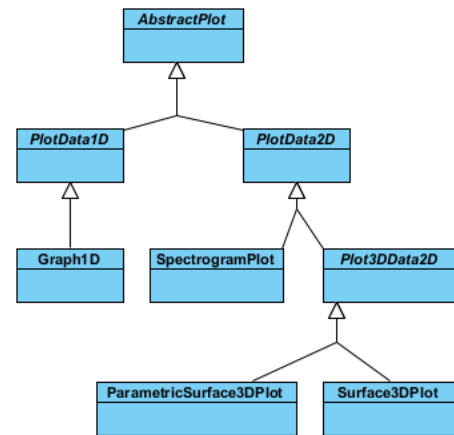 AbstractPlot
PlotData1D
PlotData2D
Graph1D
SpectrogramPlot
Plot3DData2D
ParametricSurface3DPlot
Surface3DPlot